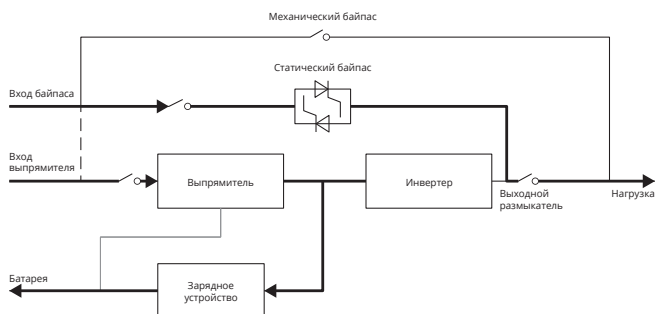 Механический байпас
Статический байпас
Вход байпаса
Вход
выпрямителя
Выпрямитель
Инвертер
Выходной
размыкатель
Нагрузка
Батарея
Зарядное
устройство